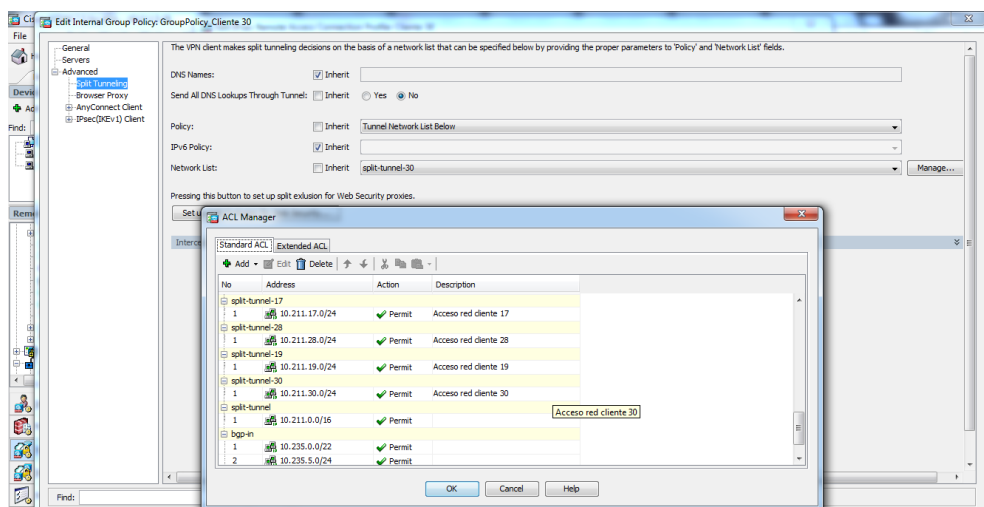 Edit Internal Group Policy: GroupPolicy_Cliente 30
File
General
Servers
Advanced
Split Tunneling
Browser Proxy
AnyConnect Client
IPsec(IKEv1) Client
The VPN client makes split tunneling decisions on the basis of a network list that can be specified below by providing the proper parameters to 'Policy' and 'Network List' fields.
DNS Names: Inherit
Send All DNS Lookups Through Tunnel: Inherit Yes No
Policy: Inherit Tunnel Network List Below
IPv6 Policy: Inherit
Network List: Inherit split-tunnel-30 Manage...
Pressing this button to set up split exlusion for Web Security proxies.
Find:
ACL Manager
Standard ACL Extended ACL
Add Edit Delete
No Address Action Description
split-tunnel-17
1 10.211.17.0/24 Permit Acceso red cliente 17
split-tunnel-28
1 10.211.28.0/24 Permit Acceso red cliente 28
split-tunnel-19
1 10.211.19.0/24 Permit Acceso red cliente 19
split-tunnel-30
1 10.211.30.0/24 Permit Acceso red cliente 30
split-tunnel
Acceso red cliente 30
1 10.211.0.0/16 Permit
bgp-in
1 10.235.0.0/22 Permit
2 10.235.5.0/24 Permit
OK Cancel Help
Find: